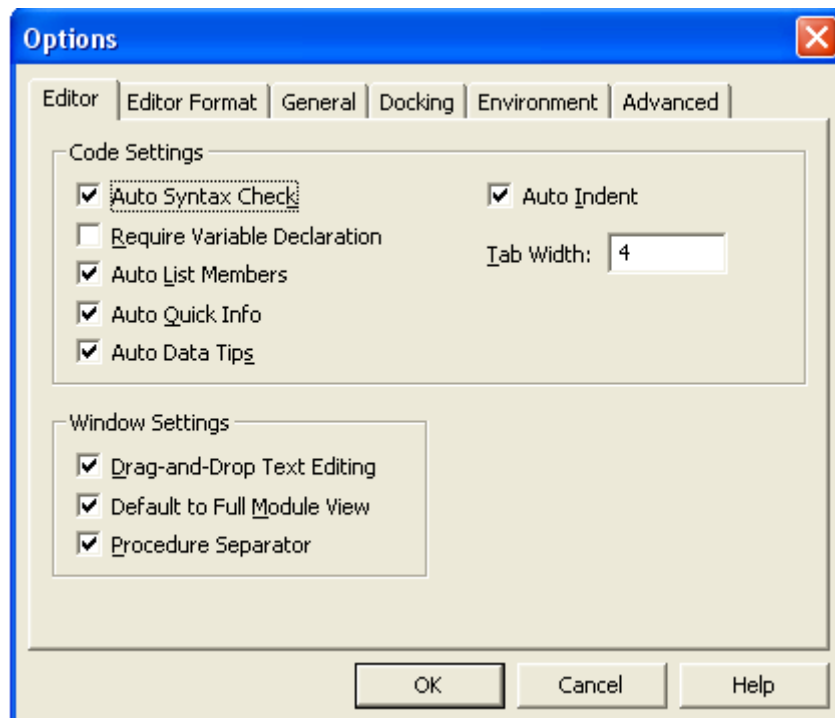 Options
Editor Editor Format General Docking Environment Advanced
Code Settings
Auto Syntax Check
Auto Indent
Require Variable Declaration
Tab Width: 4
Auto List Members
Auto Quick Info
Auto Data Tips
Window Settings
Drag-and-Drop Text Editing
Default to Full Module View
Procedure Separator
OK Cancel Help